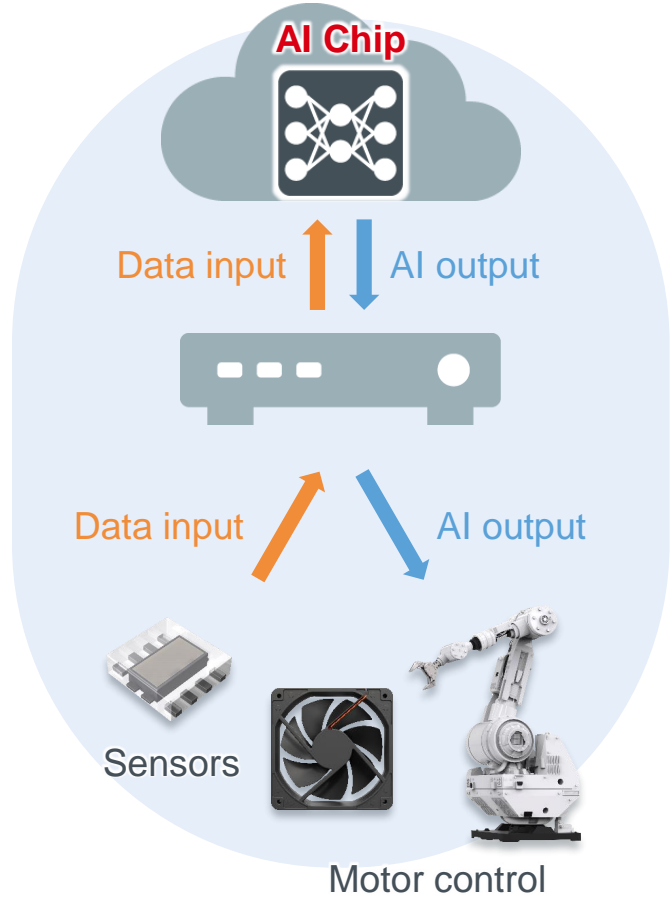 AI Chip
Data input
AI output
Data input
AI output
Sensors
Motor control